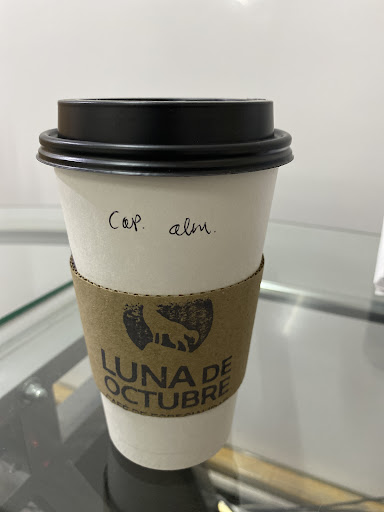 Cap. alm.
LUNA DE
OCTUBRE